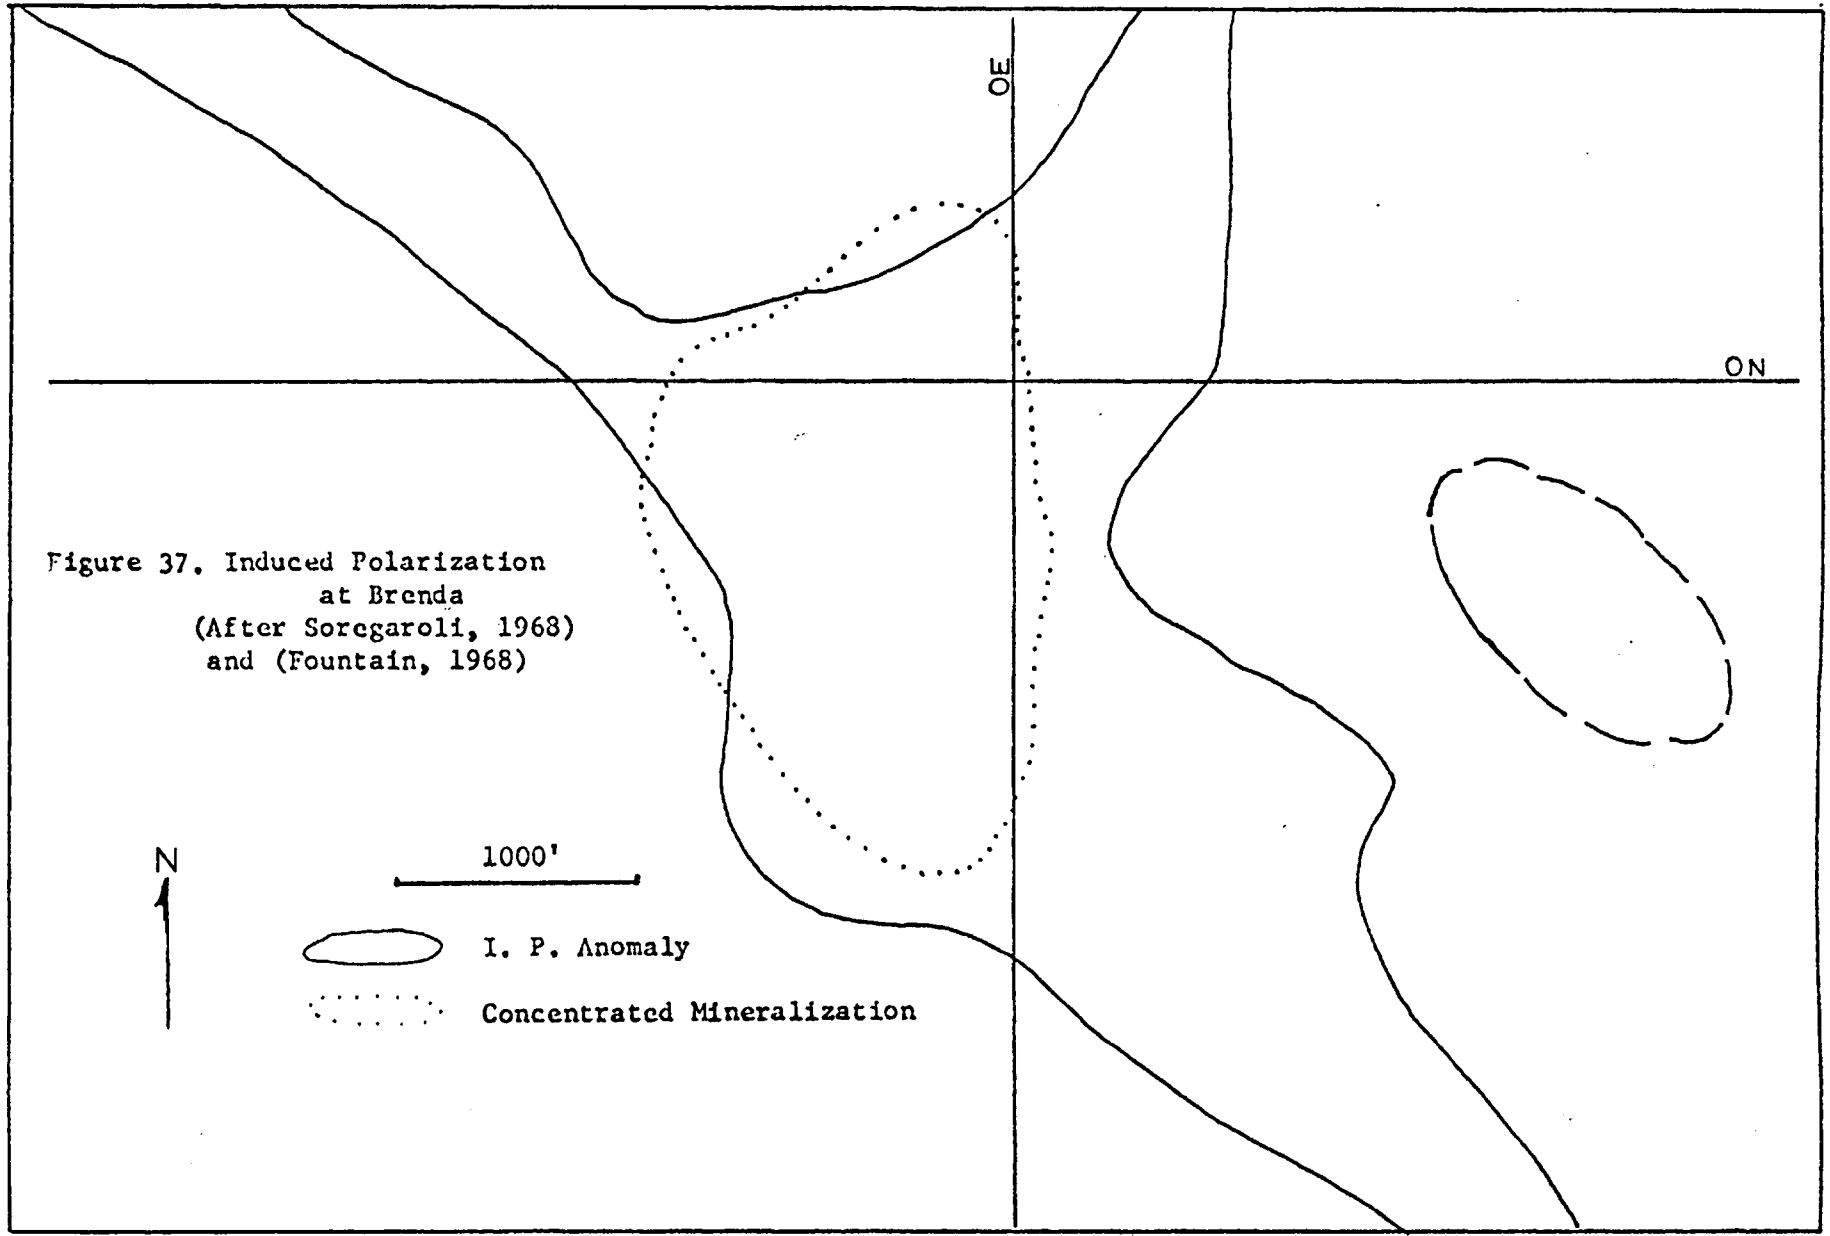 OE
ON
Figure 37. Induced Polarization
at Brenda
(After Soregaroli, 1968)
and (Fountain, 1968)
N
1000'
I. P. Anomaly
Concentrated Mineralization